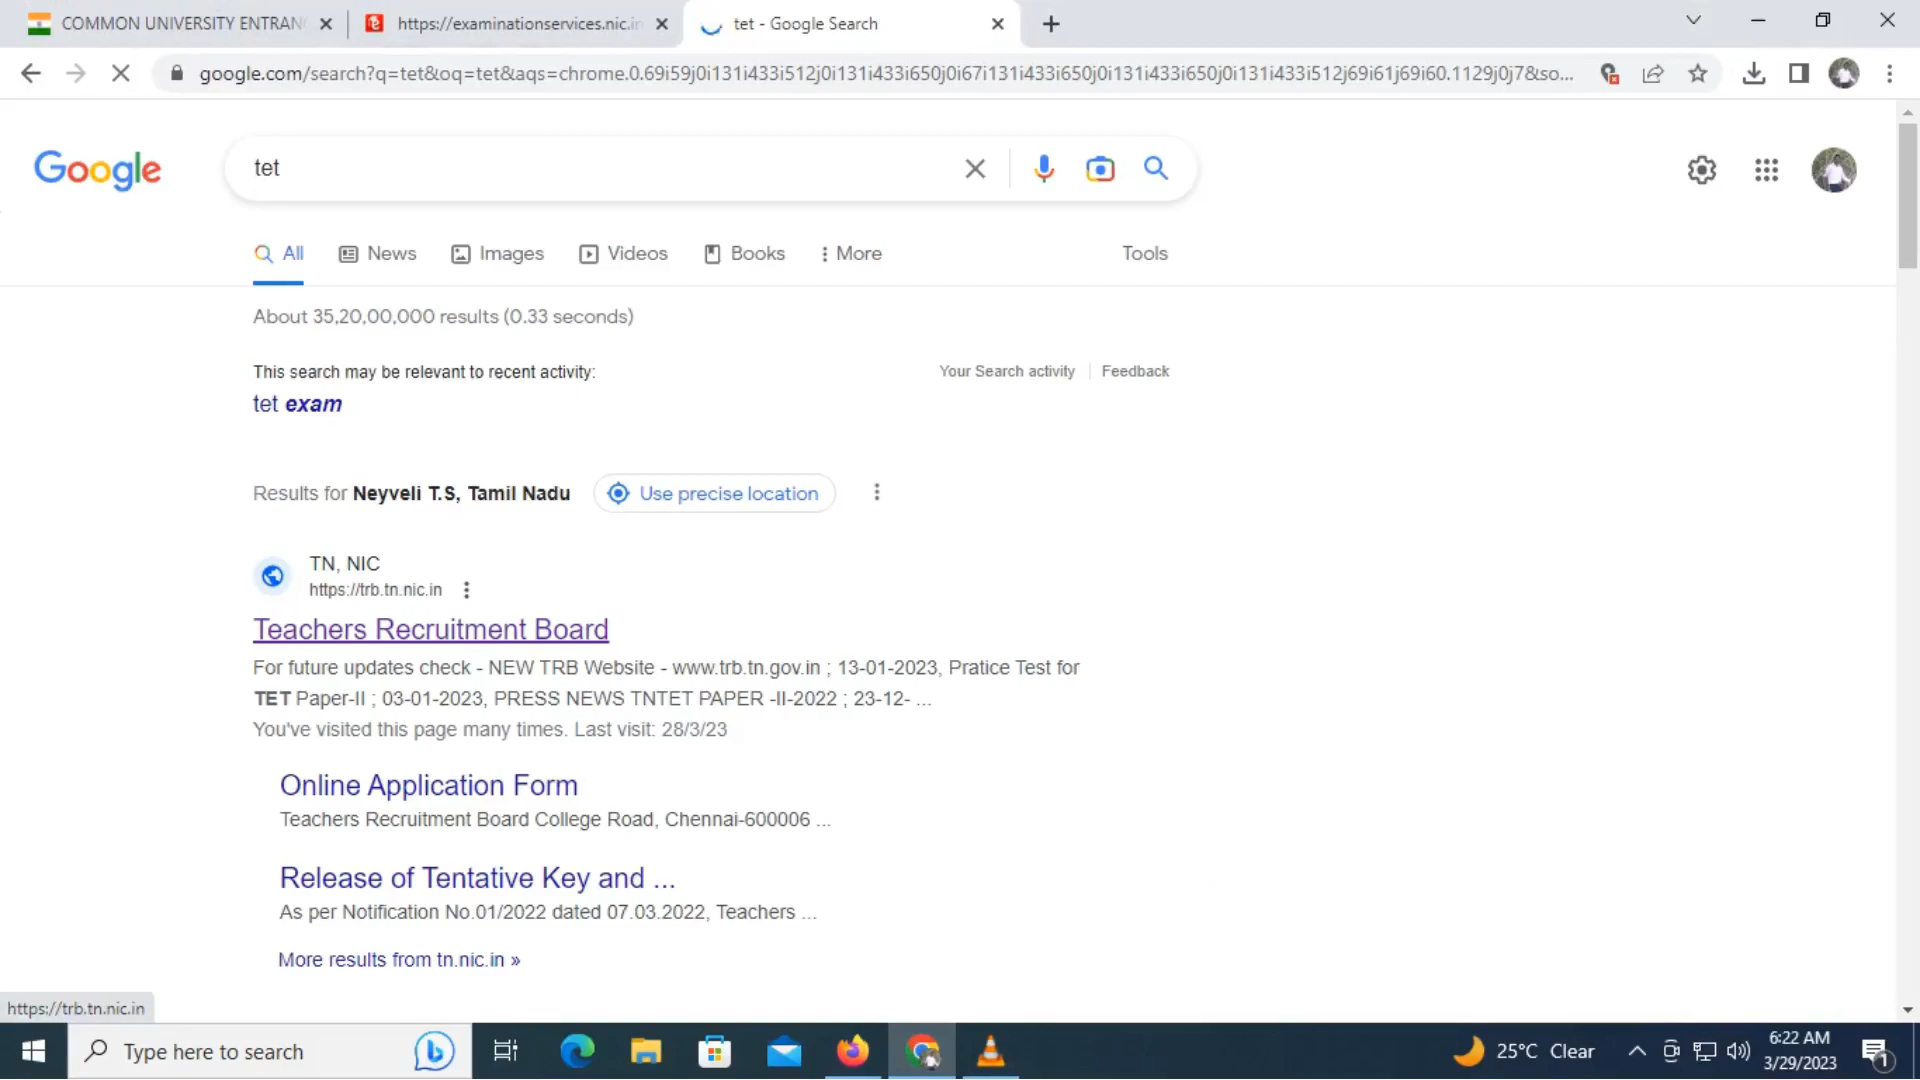 COMMON UNIVERSITY ENTRAN
https://examinationservices.nic.in
tet - Google Search
google.com/search?q=tet&oq=tet&aqs=chrome.0.69i59j0i131i433i512j0i131i433i650j0i67i131i433i650j0i131i433i650j0i131i433i512j69i61j69i60.1129j0j7&so...
Google
tet
All
News
Images
Videos
Books
More
Tools
About 35,20,00,000 results (0.33 seconds)
This search may be relevant to recent activity:
Your Search activity
Feedback
tet exam
Results for Neyveli T.S, Tamil Nadu
Use precise location
TN, NIC
https://trb.tn.nic.in
Teachers Recruitment Board
For future updates check - NEW TRB Website - www.trb.tn.gov.in ; 13-01-2023, Pratice Test for
TET Paper-II ; 03-01-2023, PRESS NEWS TNTET PAPER -II-2022 ; 23-12- ...
You've visited this page many times. Last visit: 28/3/23
Online Application Form
Teachers Recruitment Board College Road, Chennai-600006 ...
Release of Tentative Key and ...
As per Notification No.01/2022 dated 07.03.2022, Teachers ...
More results from tn.nic.in »
https://trb.tn.nic.in
Type here to search
25°C Clear
6:22 AM
3/29/2023
1